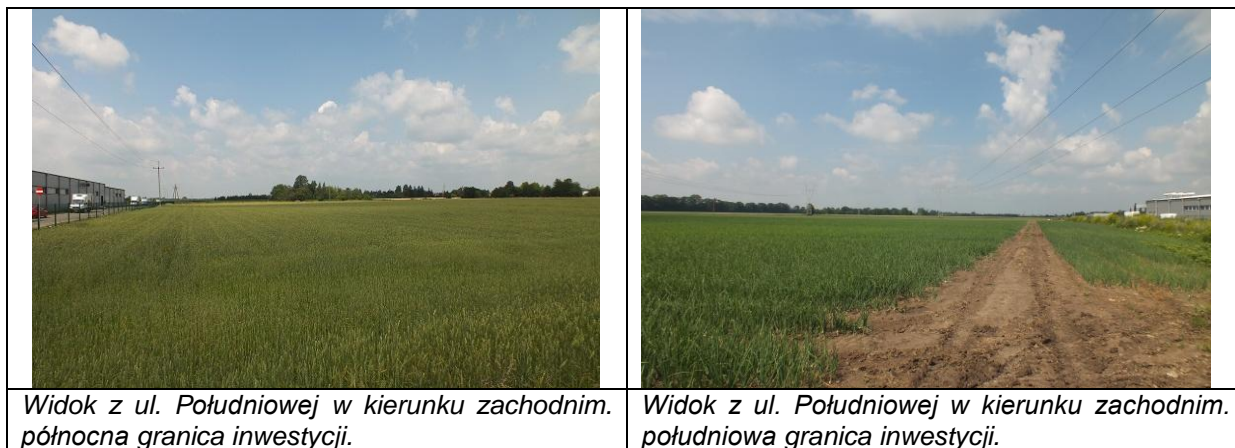 Widok z ul. Południowej w kierunku zachodnim.
północna granica inwestycji.
Widok z ul. Południowej w kierunku zachodnim.
południowa granica inwestycji.